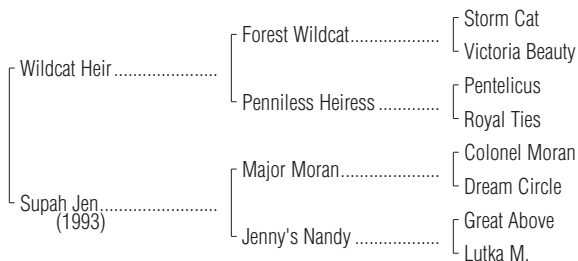 Storm Cat
Forest Wildcat....................
Victoria Beauty
Wildcat Heir.......................
Pentelicus
Penniless Heiress .............
Royal Ties
Colonel Moran
Major Moran......................
Dream Circle
Supah Jen..........................
(1993)
Great Above
Jenny's Nandy ..................
Lutka M.